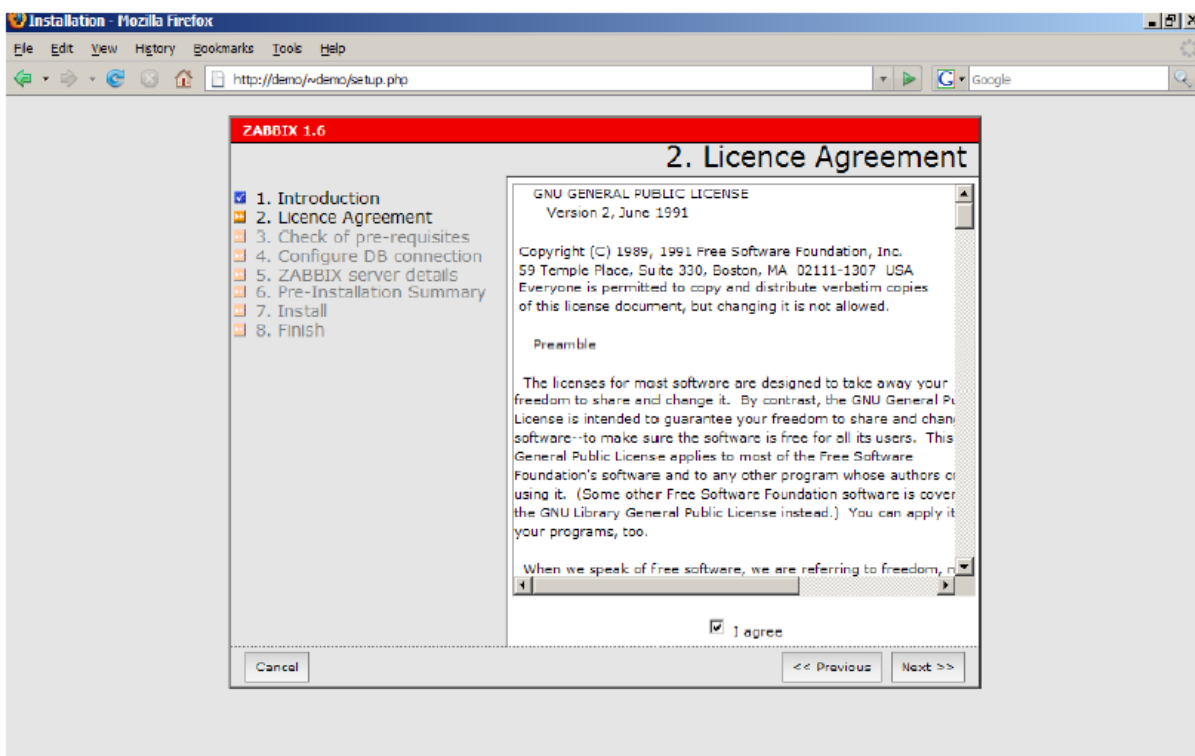 Installation - Mozilla Firefox
File Edit View History Bookmarks Tools Help
http://demo/~demo/setup.php
G Google
ZABBIX 1.6
2. Licence Agreement
1. Introduction
2. Licence Agreement
3. Check of pre-requisites
4. Configure DB connection
5. ZABBIX server details
6. Pre-Installation Summary
7. Install
8. Finish
GNU GENERAL PUBLIC LICENSE
Version 2, June 1991
Copyright (C) 1989, 1991 Free Software Foundation, Inc.
59 Temple Place, Suite 330, Boston, MA 02111-1307 USA
Everyone is permitted to copy and distribute verbatim copies
of this license document, but changing it is not allowed.
Preamble
The licenses for most software are designed to take away your
freedom to share and change it. By contrast, the GNU General Pu
License is intended to guarantee your freedom to share and chan
software--to make sure the software is free for all its users. This
General Public License applies to most of the Free Software
Foundation's software and to any other program whose authors c
using it. (Some other Free Software Foundation software is cover
the GNU Library General Public License instead.) You can apply it
your programs, too.
When we speak of free software, we are referring to freedom, n
I agree
Cancel
<< Previous
Next >>